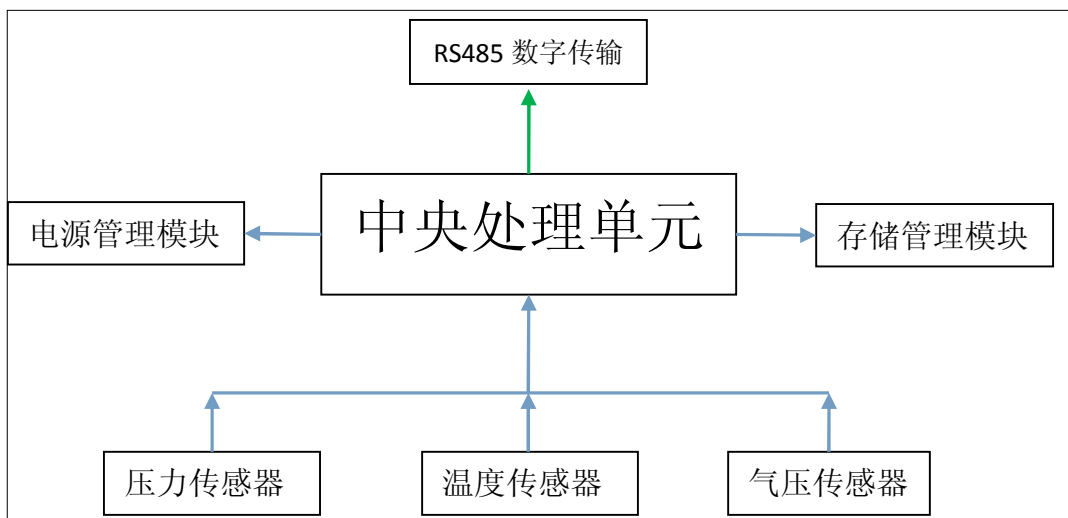 RS485 数字传输
中央处理单元
电源管理模块
存储管理模块
压力传感器
温度传感器
气压传感器